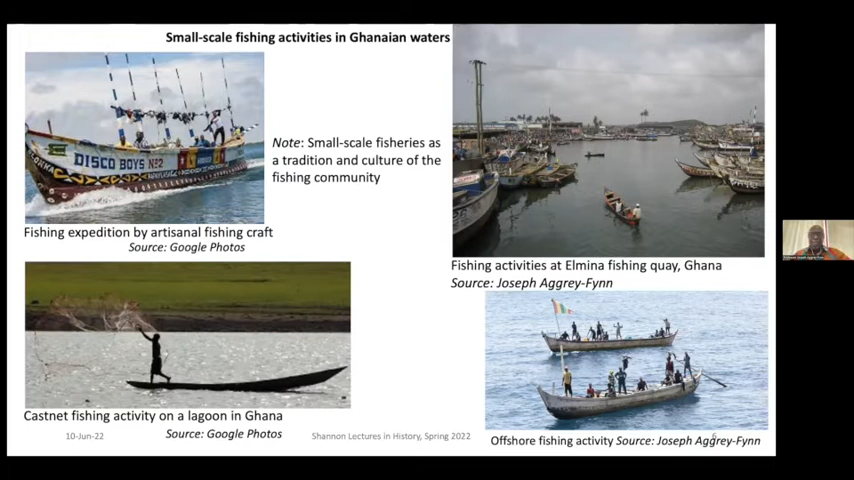 Small-scale fishing activities in Ghanaian waters
DISCO BOYS Nº2
Note: Small-scale fisheries as
a tradition and culture of the
fishing community
Fishing expedition by artisanal fishing craft
Source: Google Photos
Fishing activities at Elmina fishing quay, Ghana
Source: Joseph Aggrey-Fynn
Castnet fishing activity on a lagoon in Ghana
Source: Google Photos
Offshore fishing activity Source: Joseph Aggrey-Fynn
10-Jun-22
Shannon Lectures in History, Spring 2022